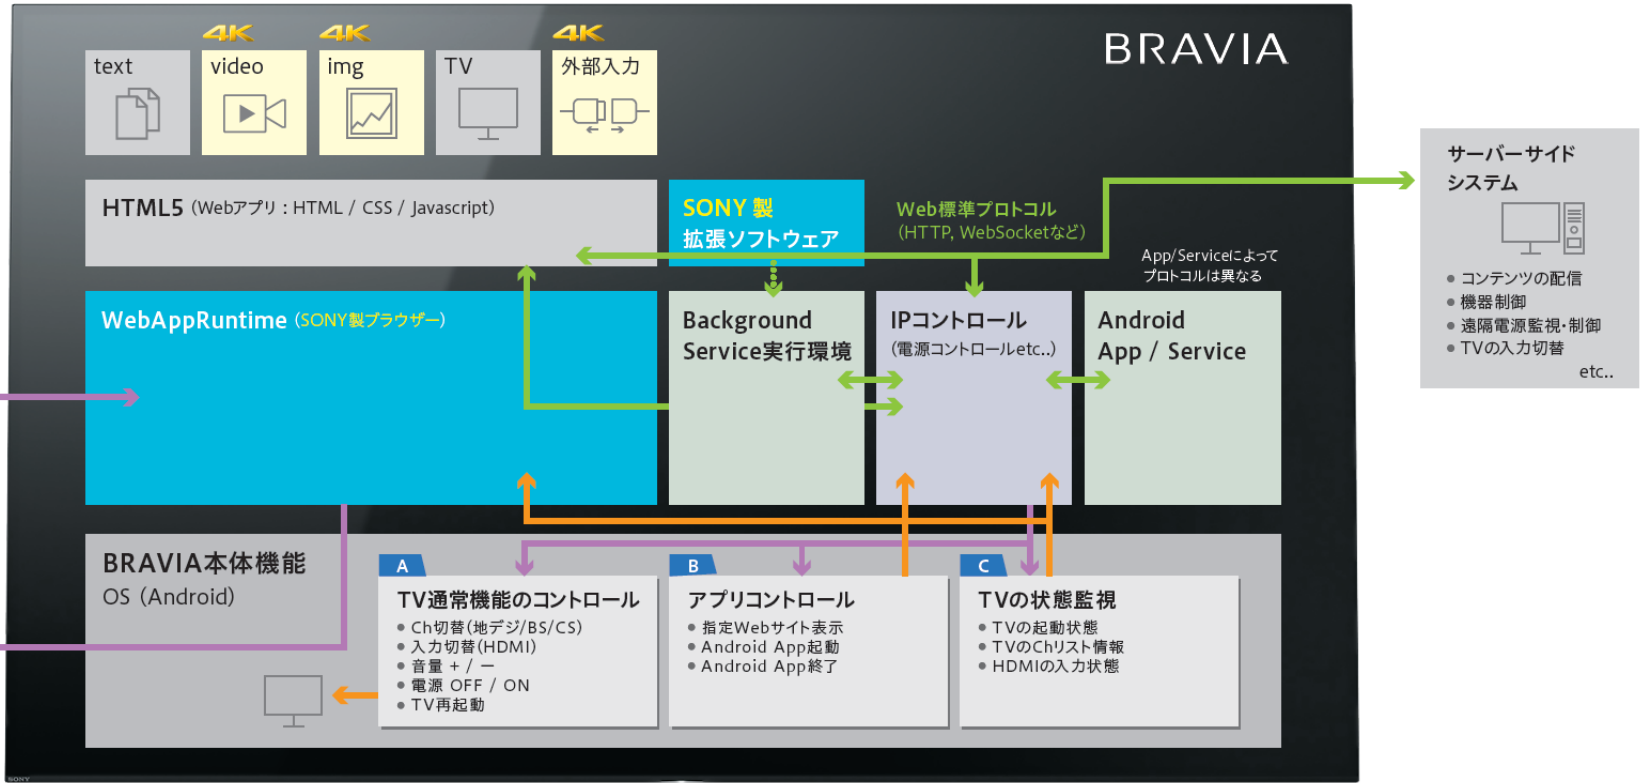 4K
4K
4K
BRAVIA
text
video
img
TV
外部入力
サーバーサイド
システム
コンテンツの配信
機器制御
遠隔電源監視・制御
TVの入力切替
etc..
HTML5（Webアプリ：HTML / CSS / Javascript）
SONY 製
拡張ソフトウェア
Web標準プロトコル
（HTTP, WebSocketなど）
App/Serviceによって
プロトコルは異なる
WebAppRuntime（SONY製ブラウザー）
Background
Service実行環境
IPコントロール
（電源コントロールetc..）
Android
App / Service
BRAVIA本体機能
OS（Android）
A
TV通常機能のコントロール
Ch切替(地デジ/BS/CS)
入力切替(HDMI)
音量 + / ー
電源 OFF / ON
TV再起動
B
アプリコントロール
指定Webサイト表示
Android App起動
Android App終了
C
TVの状態監視
TVの起動状態
TVのChリスト情報
HDMIの入力状態
SONY